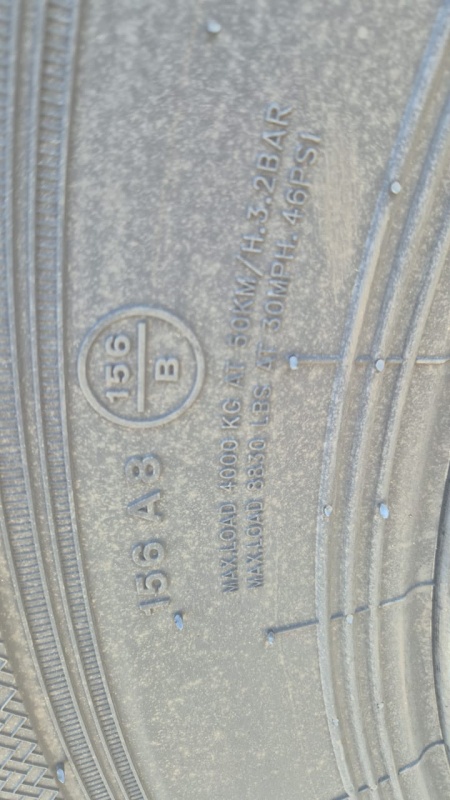 156 A8
156
B
MAX.LOAD 4000 KG AT 50KM/H.3.2BAR
MAX.LOAD 8830 LBS AT 30MPH. 46PSI